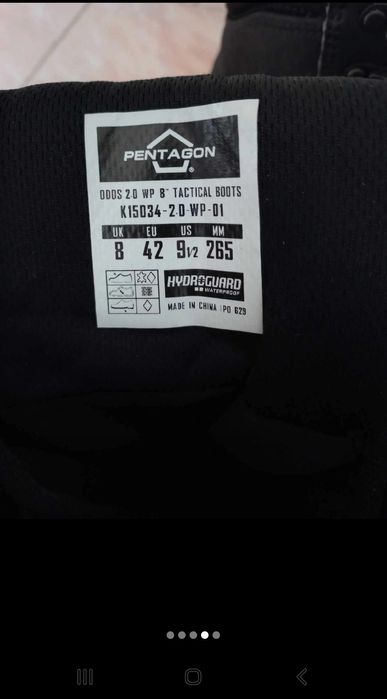 PENTAGON
®
ODOS 2.0 WP 8" TACTICAL BOOTS
K15034-2.0-WP-01
UK EU US MM
8 42 9 1/2 265
HYDROGUARD
WATERPROOF
MADE IN CHINA | PO 629